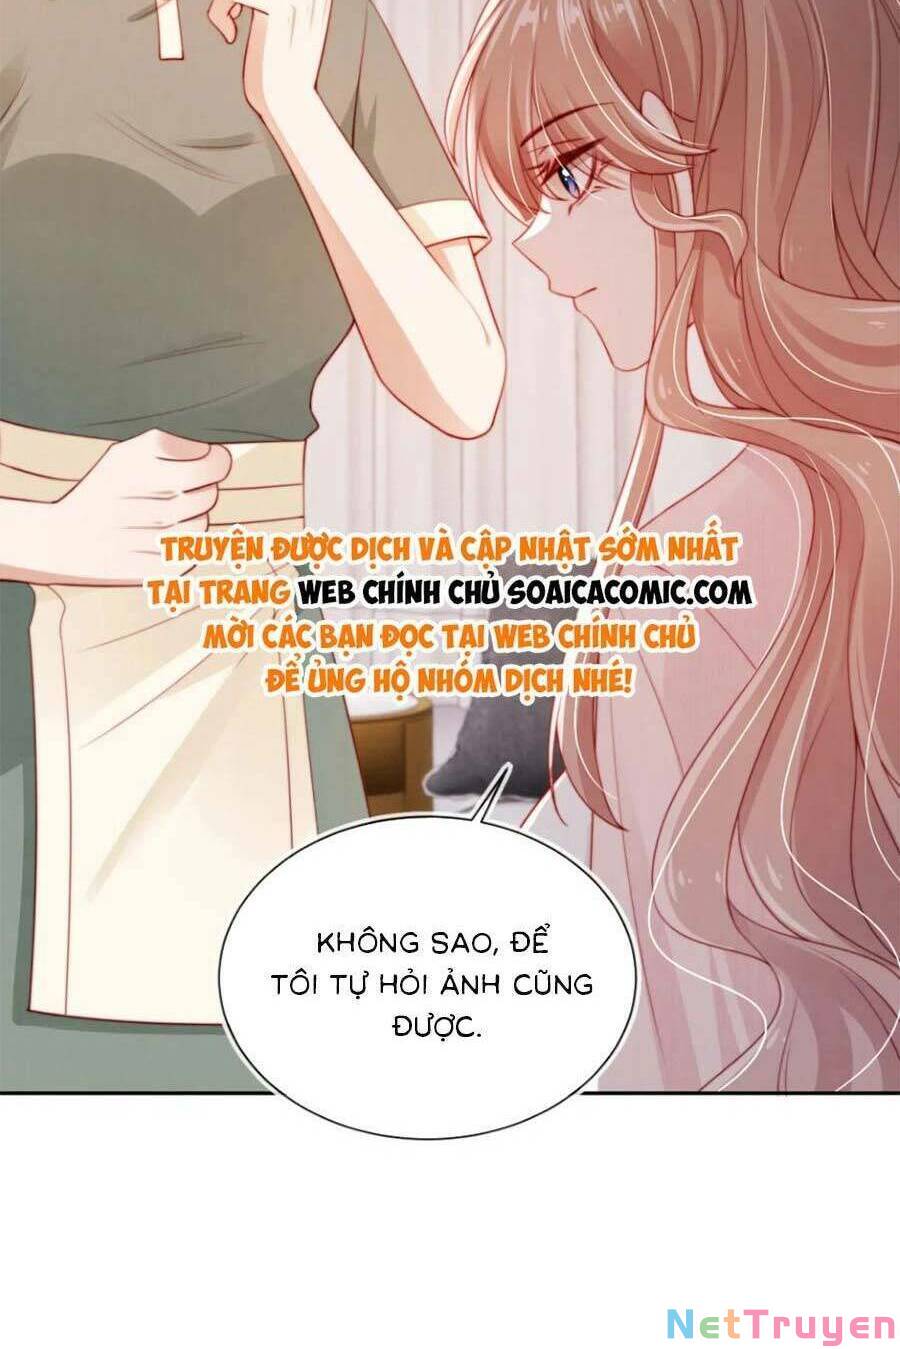 TRUYỆN ĐƯỢC DỊCH VÀ CẬP NHẬT SỚM NHẤT
TẠI TRANG WEB CHÍNH CHỦ SOAICACOMIC.COM
MỜI CÁC BẠN ĐỌC TẠI WEB CHÍNH CHỦ
ĐỂ ỦNG HỘ NHÓM DỊCH NHÉ!
KHÔNG SAO, ĐỂ
TÔI TỰ HỎI ẢNH CŨNG
ĐƯỢC.
NetTruyen